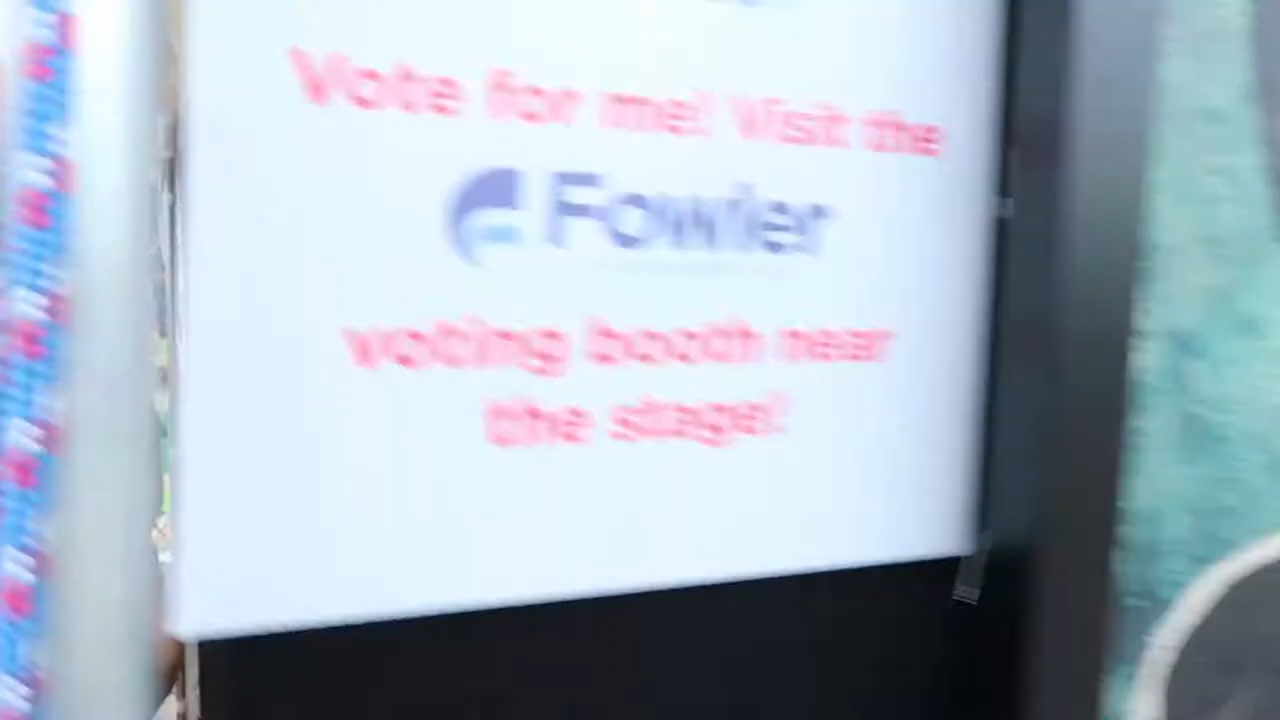 Vote for me! Visit the
Fowler
voting booth near
the stage!